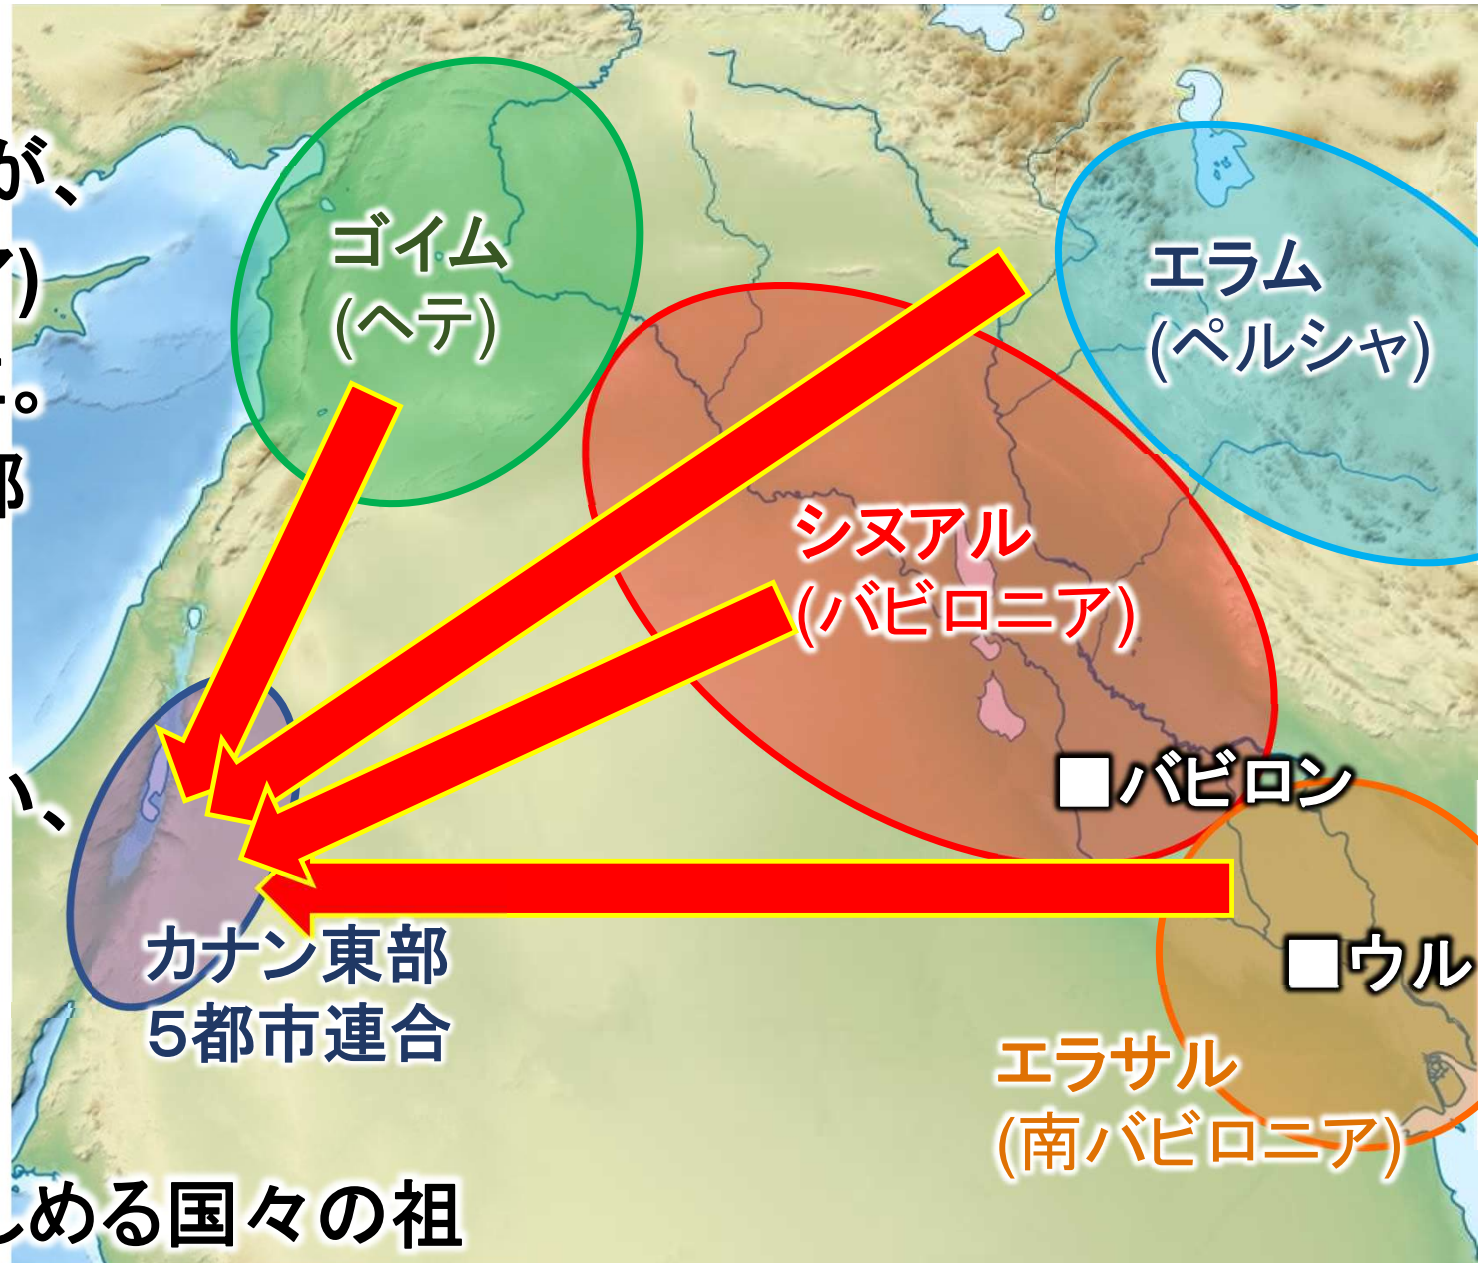 が、
ゴイム
(ヘテ)
エラム
(ペルシャ)
。
部
シヌアル
(バビロニア)
■バビロン
い、
カナン東部
5都市連合
■ウル
エラサル
(南バビロニア)
しめる国々の祖